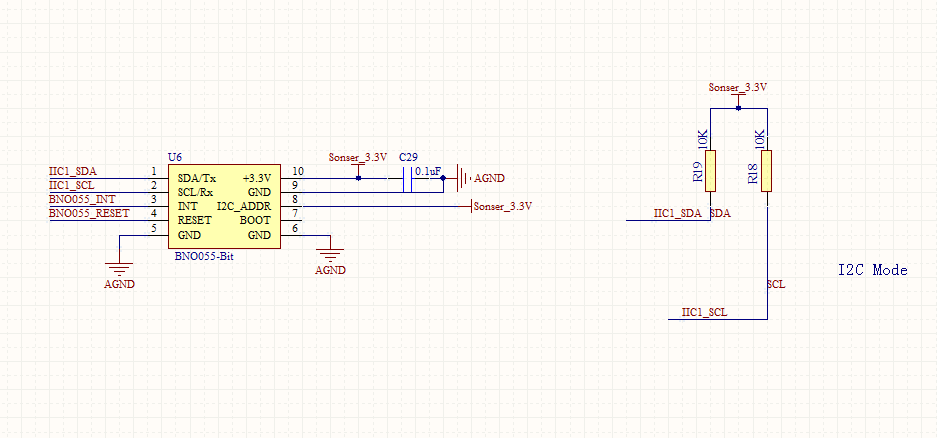 Sonser_3.3V
10K
10K
R19
R18
IIC1_SDA
SDA
SCL
IIC1_SCL
I2C Mode
U6
IIC1_SDA
1
SDA/Tx
+3.3V
10
Sonser_3.3V
C29
0.1uF
AGND
IIC1_SCL
2
SCL/Rx
GND
9
BNO055_INT
3
INT
I2C_ADDR
8
Sonser_3.3V
BNO055_RESET
4
RESET
BOOT
7
5
GND
GND
6
BNO055-Bit
AGND
AGND